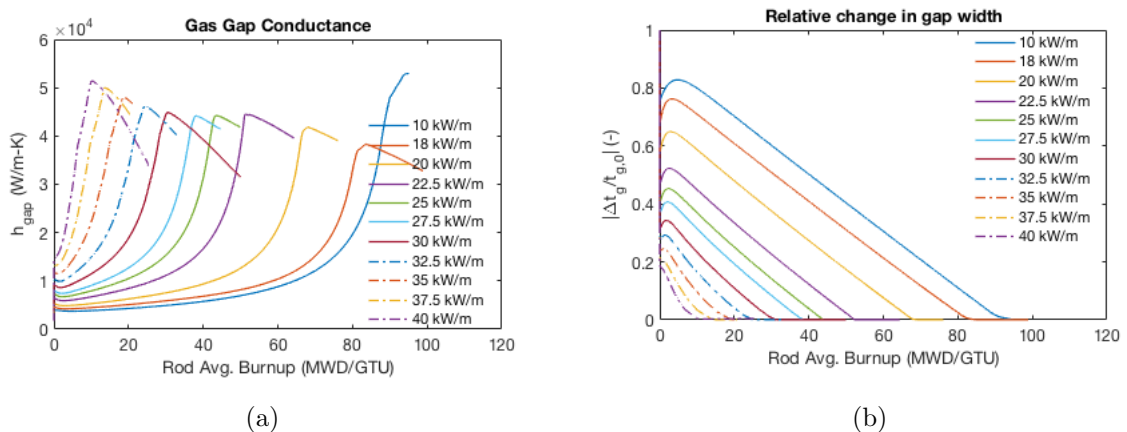 Gas Gap Conductance
×10⁴
h_gap (W/m-K)
6
5
4
3
2
1
0
0 20 40 60 80 100 120
Rod Avg. Burnup (MWD/GTU)
10 kW/m
18 kW/m
20 kW/m
22.5 kW/m
25 kW/m
27.5 kW/m
30 kW/m
32.5 kW/m
35 kW/m
37.5 kW/m
40 kW/m
(a)
Relative change in gap width
|Δt_g/t_g,0| (-)
1
0.8
0.6
0.4
0.2
0
0 20 40 60 80 100 120
Rod Avg. Burnup (MWD/GTU)
10 kW/m
18 kW/m
20 kW/m
22.5 kW/m
25 kW/m
27.5 kW/m
30 kW/m
32.5 kW/m
35 kW/m
37.5 kW/m
40 kW/m
(b)